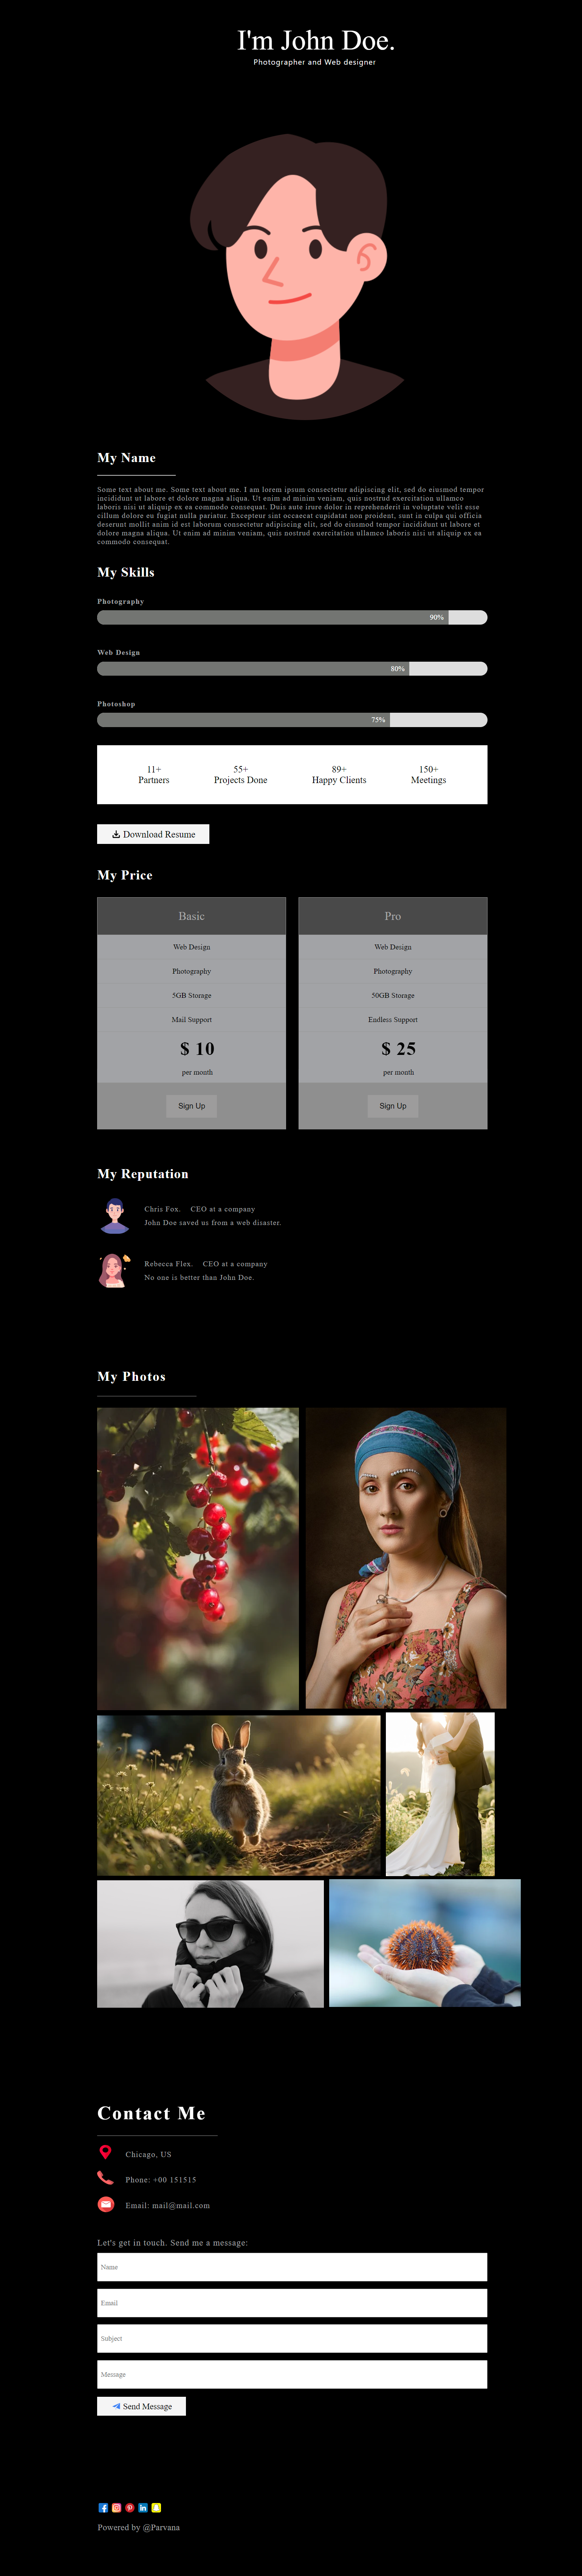 I'm John Doe.
Photographer and Web designer
My Name
Some text about me. Some text about me. I am lorem ipsum consectetur adipiscing elit, sed do eiusmod tempor
incididunt ut labore et dolore magna aliqua. Ut enim ad minim veniam, quis nostrud exercitation ullamco
laboris nisi ut aliquip ex ea commodo consequat. Duis aute irure dolor in reprehenderit in voluptate velit esse
cillum dolore eu fugiat nulla pariatur. Excepteur sint occaecat cupidatat non proident, sunt in culpa qui officia
deserunt mollit anim id est laborum consectetur adipiscing elit, sed do eiusmod tempor incididunt ut labore et
dolore magna aliqua. Ut enim ad minim veniam, quis nostrud exercitation ullamco laboris nisi ut aliquip ex ea
commodo consequat.
My Skills
Photography
90%
Web Design
80%
Photoshop
75%
11+
Partners
55+
Projects Done
89+
Happy Clients
150+
Meetings
Download Resume
My Price
Basic
Web Design
Photography
5GB Storage
Mail Support
$ 10
per month
Sign Up
Pro
Web Design
Photography
50GB Storage
Endless Support
$ 25
per month
Sign Up
My Reputation
Chris Fox. CEO at a company
John Doe saved us from a web disaster.
Rebecca Flex. CEO at a company
No one is better than John Doe.
My Photos
Contact Me
Chicago, US
Phone: +00 151515
Email: mail@mail.com
Let's get in touch. Send me a message:
Name
Email
Subject
Message
Send Message
Powered by @Parvana